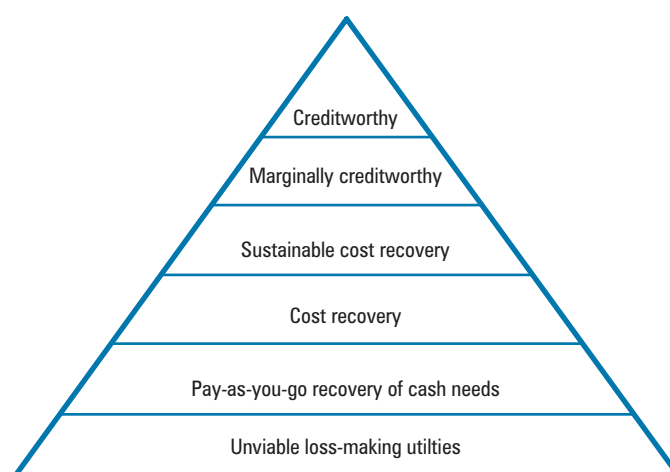 Creditworthy
Marginally creditworthy
Sustainable cost recovery
Cost recovery
Pay-as-you-go recovery of cash needs
Unviable loss-making utilties